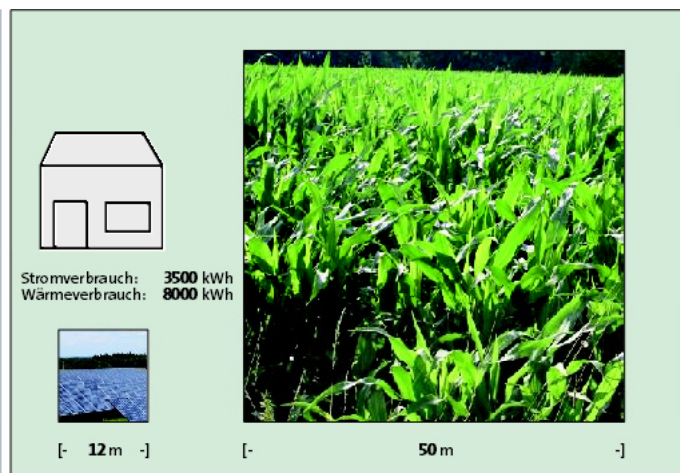 Stromverbrauch: 3500 kWh
Wärmeverbrauch: 8000 kWh
[- 12 m -]
[- 50 m -]